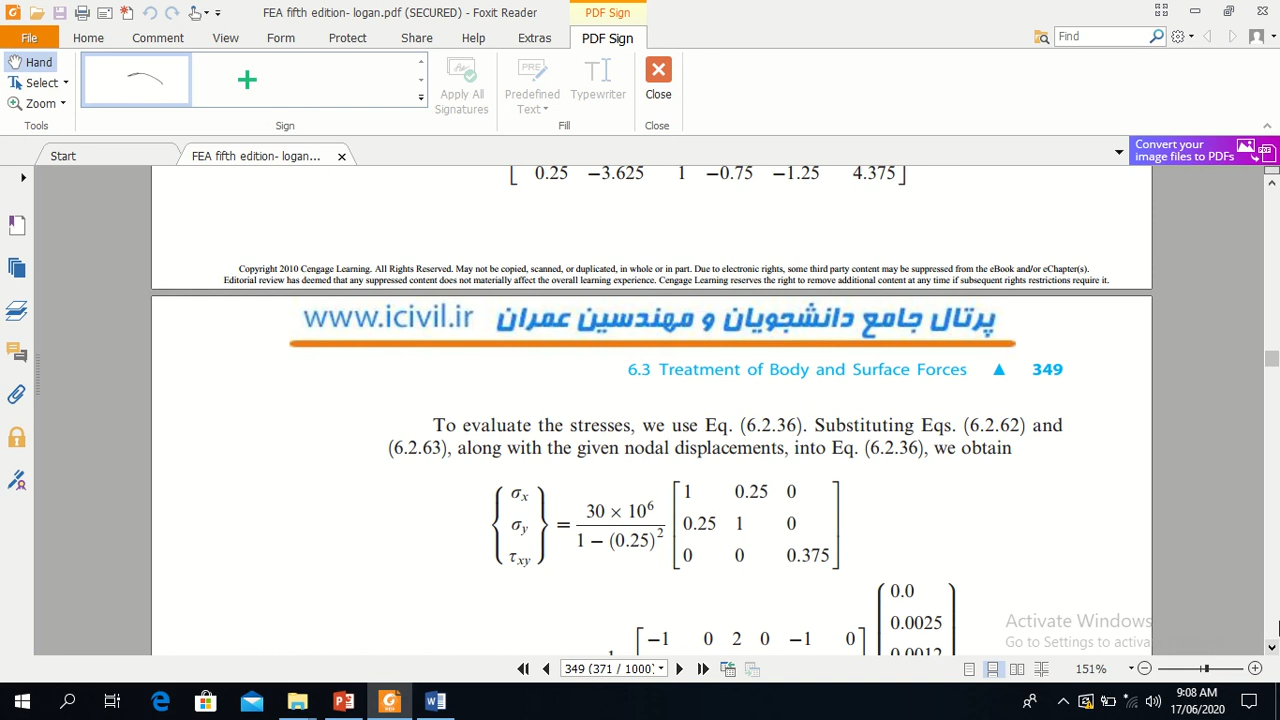 FEA fifth edition- logan.pdf (SECURED) - Foxit Reader
PDF Sign
File Home Comment View Form Protect Share Help Extras PDF Sign
Find
Hand
Select
Zoom
Tools
Sign
Apply All
Signatures
Predefined
Text
Typewriter
Fill
Close
Close
Start
FEA fifth edition- logan...
Convert your
image files to PDFs
0.25 −3.625 1 −0.75 −1.25 4.375
Copyright 2010 Cengage Learning. All Rights Reserved. May not be copied, scanned, or duplicated, in whole or in part. Due to electronic rights, some third party content may be suppressed from the eBook and/or eChapter(s).
Editorial review has deemed that any suppressed content does not materially affect the overall learning experience. Cengage Learning reserves the right to remove additional content at any time if subsequent rights restrictions require it.
www.icivil.ir پرتال جامع دانشجویان و مهندسین عمران
6.3 Treatment of Body and Surface Forces ▲ 349
To evaluate the stresses, we use Eq. (6.2.36). Substituting Eqs. (6.2.62) and
(6.2.63), along with the given nodal displacements, into Eq. (6.2.36), we obtain
{σx σy τxy} = 30 × 10⁶ / 1 − (0.25)²
1 0.25 0
0.25 1 0
0 0 0.375
0.0
0.0025
0.0012
−1 0 2 0 −1 0
1
Activate Windows
Go to Settings to activa
349 (371 / 1000)
151%
9:08 AM
17/06/2020